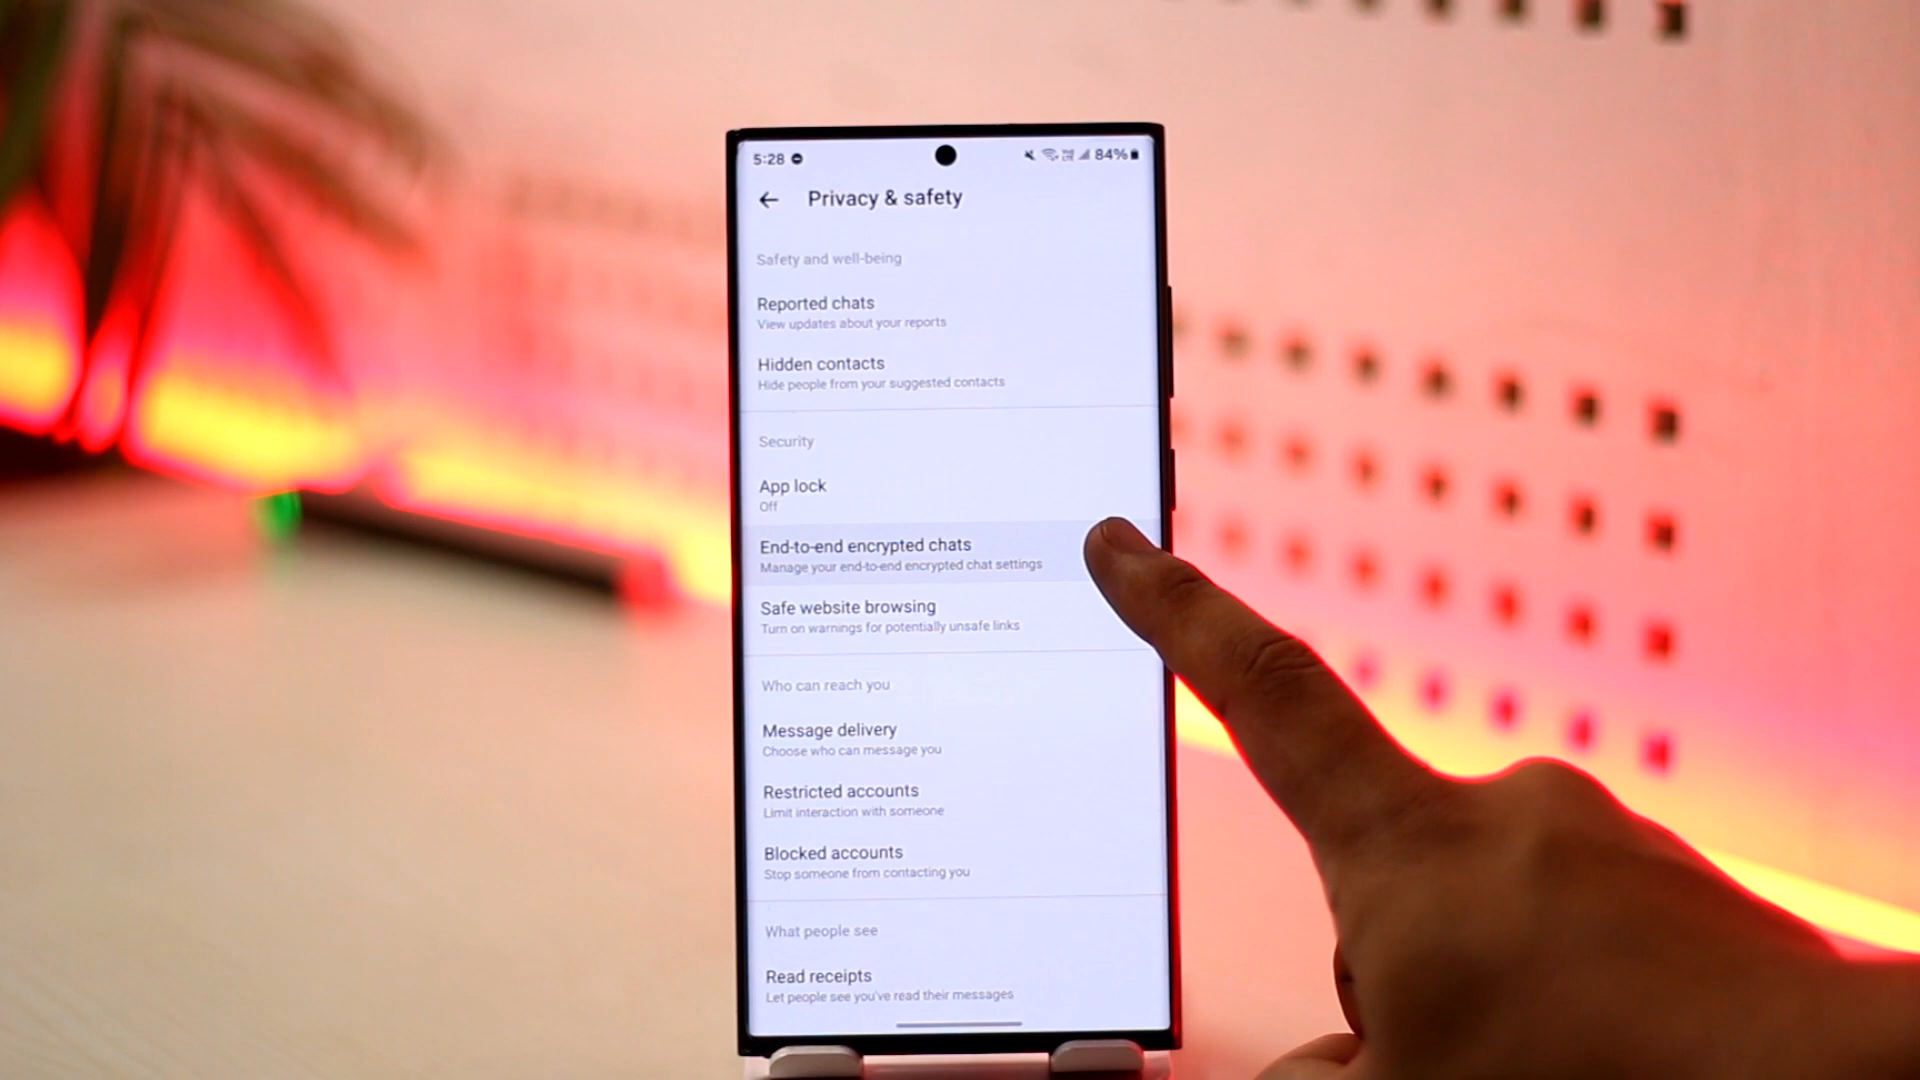 5:28
84%
Privacy & safety
Safety and well-being
Reported chats
View updates about your reports
Hidden contacts
Hide people from your suggested contacts
Security
App lock
Off
End-to-end encrypted chats
Manage your end-to-end encrypted chat settings
Safe website browsing
Turn on warnings for potentially unsafe links
Who can reach you
Message delivery
Choose who can message you
Restricted accounts
Limit interaction with someone
Blocked accounts
Stop someone from contacting you
What people see
Read receipts
Let people see you've read their messages